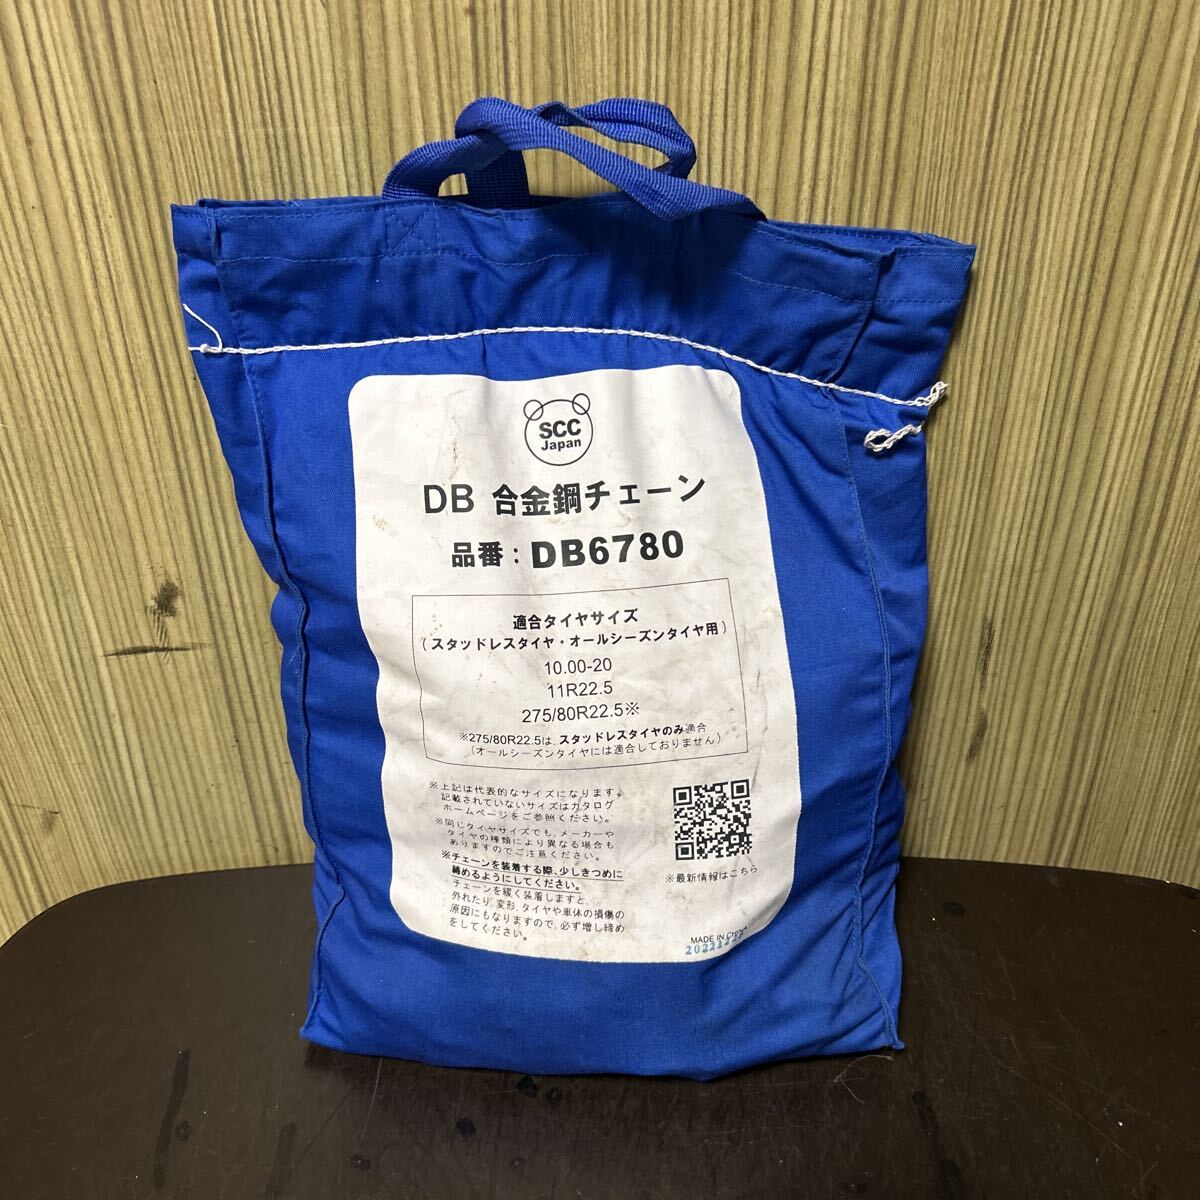 SCC
Japan
DB 合金鋼チェーン
品番：DB6780
適合タイヤサイズ
(スタッドレスタイヤ・オールシーズンタイヤ用)
10.00-20
11R22.5
275/80R22.5※
※275/80R22.5は、スタッドレスタイヤのみ適合
(オールシーズンタイヤには適合しておりません)
※上記は代表的なサイズになります。
記載されていないサイズはカタログ
ホームページをご参照ください。
※同じタイヤサイズでも、メーカーや
タイヤの種類により異なる場合も
ありますのでご注意ください。
※チェーンを装着する際、少しきつめに
締めるようにしてください。
チェーンを緩く装着しますと、
外れたり、変形、タイヤや車体の損傷の
原因にもなりますので、必ず増し締め
をしてください。
※最新情報はこちら
MADE IN CHINA